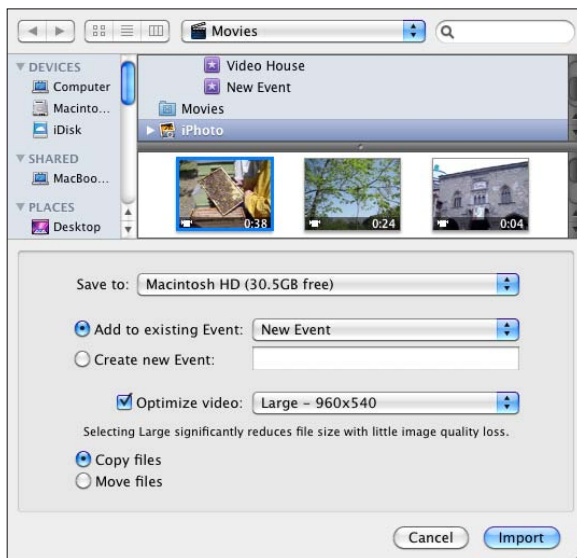 Movies
DEVICES
Computer
Macinto...
iDisk
SHARED
MacBoo...
PLACES
Desktop
Video House
New Event
Movies
iPhoto
0:38
0:24
0:04
Save to: Macintosh HD (30.5GB free)
Add to existing Event: New Event
Create new Event:
Optimize video: Large – 960x540
Selecting Large significantly reduces file size with little image quality loss.
Copy files
Move files
Cancel
Import